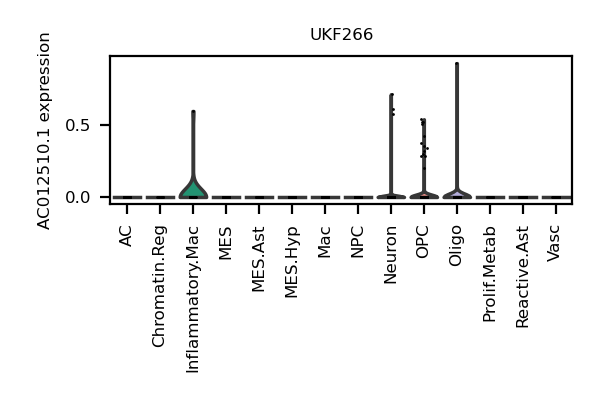 UKF266
AC012510.1 expression
0.5
0.0
AC
Chromatin.Reg
Inflammatory.Mac
MES
MES.Ast
MES.Hyp
Mac
NPC
Neuron
OPC
Oligo
Prolif.Metab
Reactive.Ast
Vasc